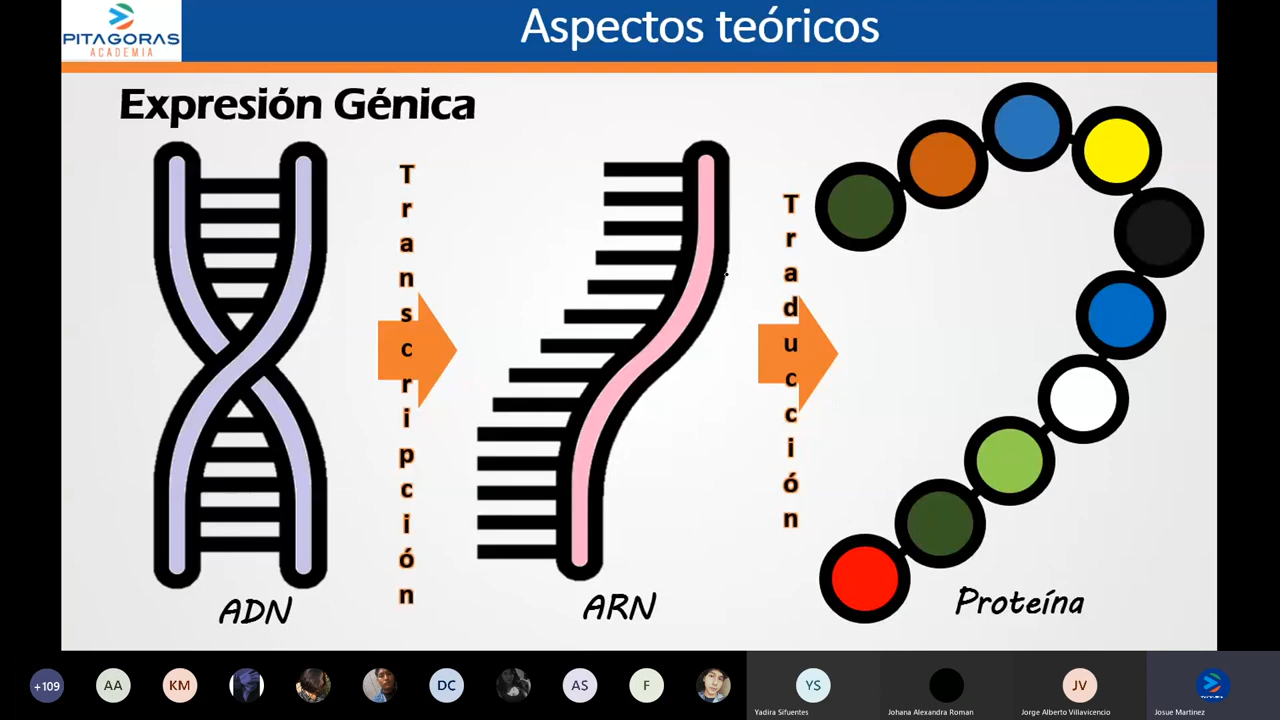 PITAGORAS
ACADEMIA
Aspectos teóricos
Expresión Génica
Transcripción
Traducción
ADN
ARN
Proteína
+109
AA
KM
DC
AS
F
YS
JV
Yadira Sifuentes
Johana Alexandra Roman
Jorge Alberto Villavicencio
Josue Martinez